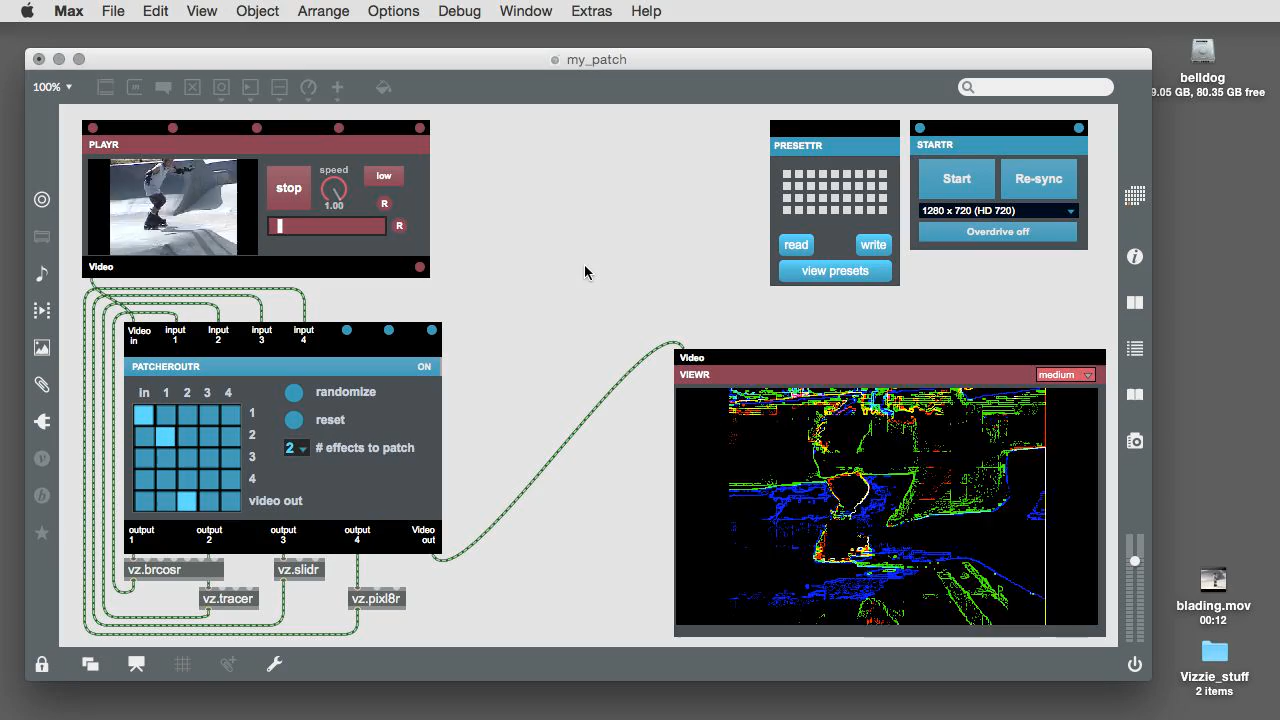 Max File Edit View Object Arrange Options Debug Window Extras Help
my_patch
100%
belldog
9.05 GB, 80.35 GB free
PLAYR
stop
speed
1.00
low
R
R
Video
PRESETTR
read
write
view presets
STARTR
Start
Re-sync
1280 x 720 (HD 720)
Overdrive off
Video in
input 1
Input 2
input 3
input 4
PATCHEROUTR
ON
in 1 2 3 4
1
2
3
4
video out
randomize
reset
2
# effects to patch
output 1
output 2
output 3
output 4
Video out
vz.brcosr
vz.slidr
vz.tracer
vz.pixl8r
Video
VIEWR
medium
blading.mov
00:12
Vizzie_stuff
2 items